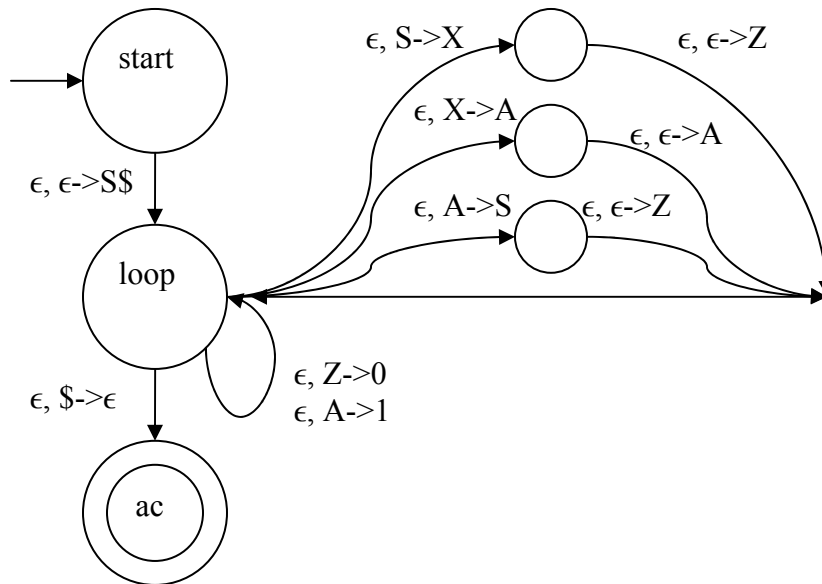 start
ϵ, S->X
ϵ, ϵ->Z
ϵ, X->A
ϵ, ϵ->A
ϵ, ϵ->S$
ϵ, A->S
ϵ, ϵ->Z
loop
ϵ, Z->0
ϵ, A->1
ϵ, $->ϵ
ac